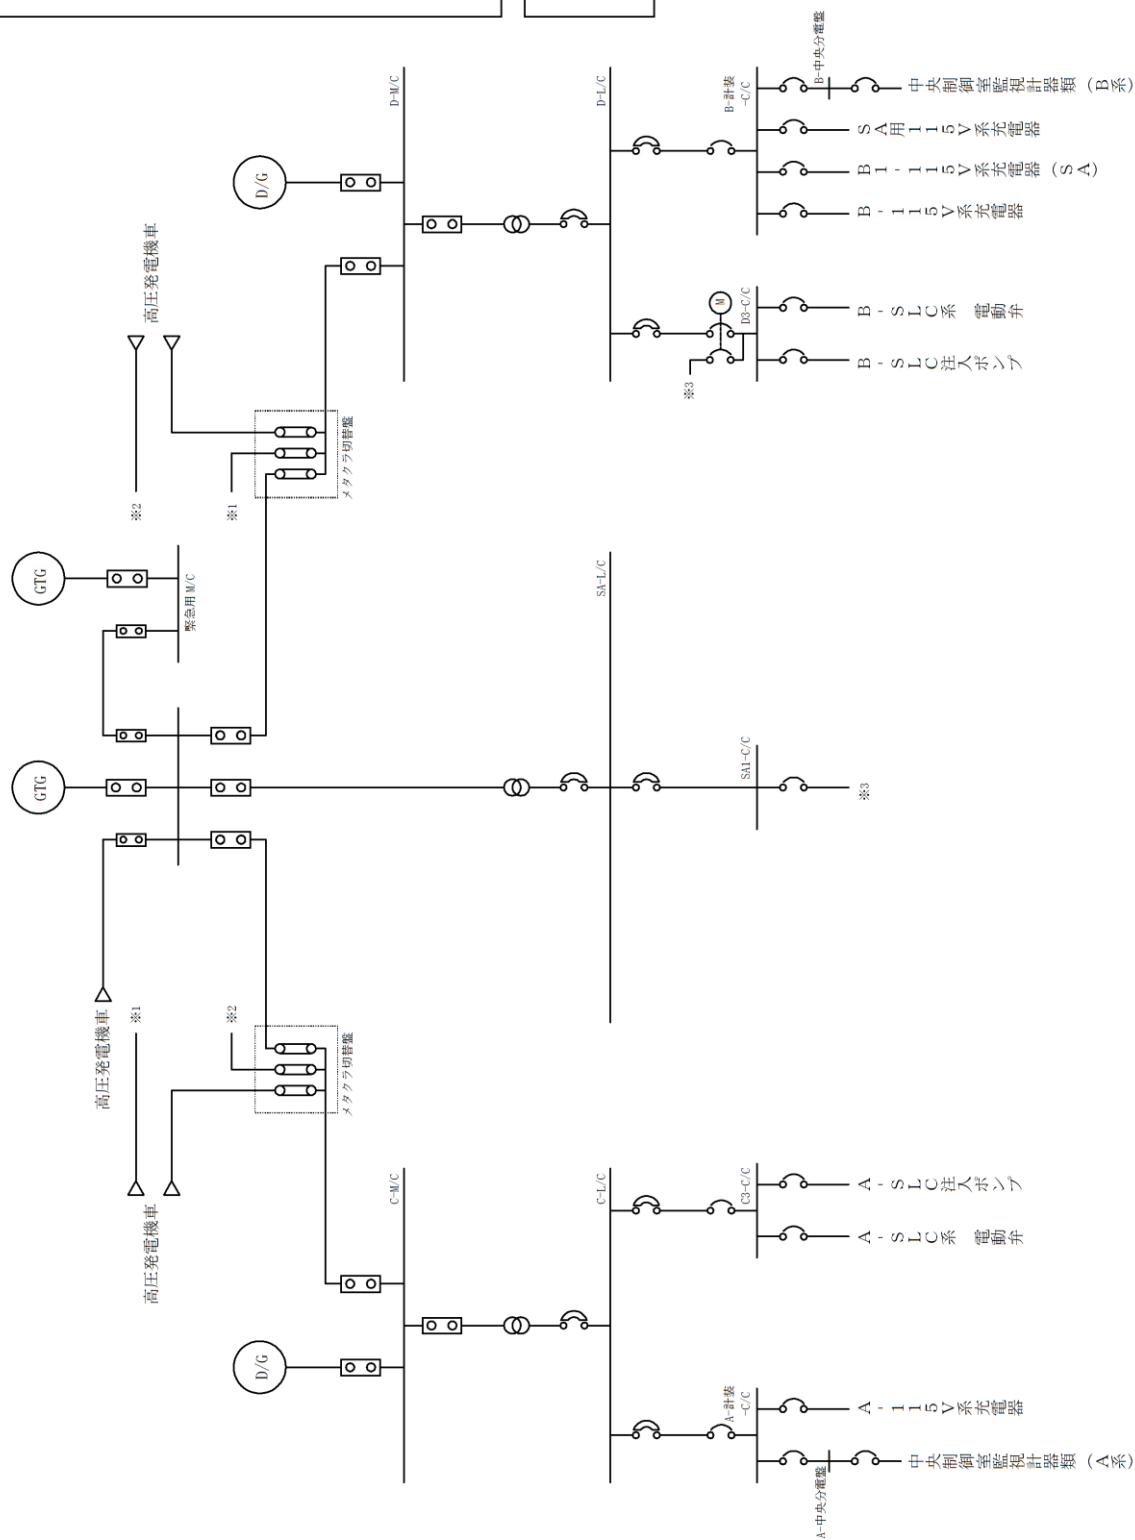 GTG
GTG
緊急用 M/C
高圧発電機車
高圧発電機車
高圧発電機車
※1
※2
※2
※1
メタクラ切替盤
メタクラ切替盤
D/G
D/G
C-M/C
D-M/C
C-L/C
SA-L/C
D-L/C
A-計装
-C/C
C3-C/C
SA1-C/C
※3
※3
M
D3-C/C
B-計装
-C/C
A-中央分電盤
中央制御室監視計器類（A系）
A-115V系充電器
A-SLC系 電動弁
A-SLC注入ポンプ
B-SLC注入ポンプ
B-SLC系 電動弁
B-115V系充電器
B1-115V系充電器（SA）
SA用115V系充電器
B-中央分電盤
中央制御室監視計器類（B系）